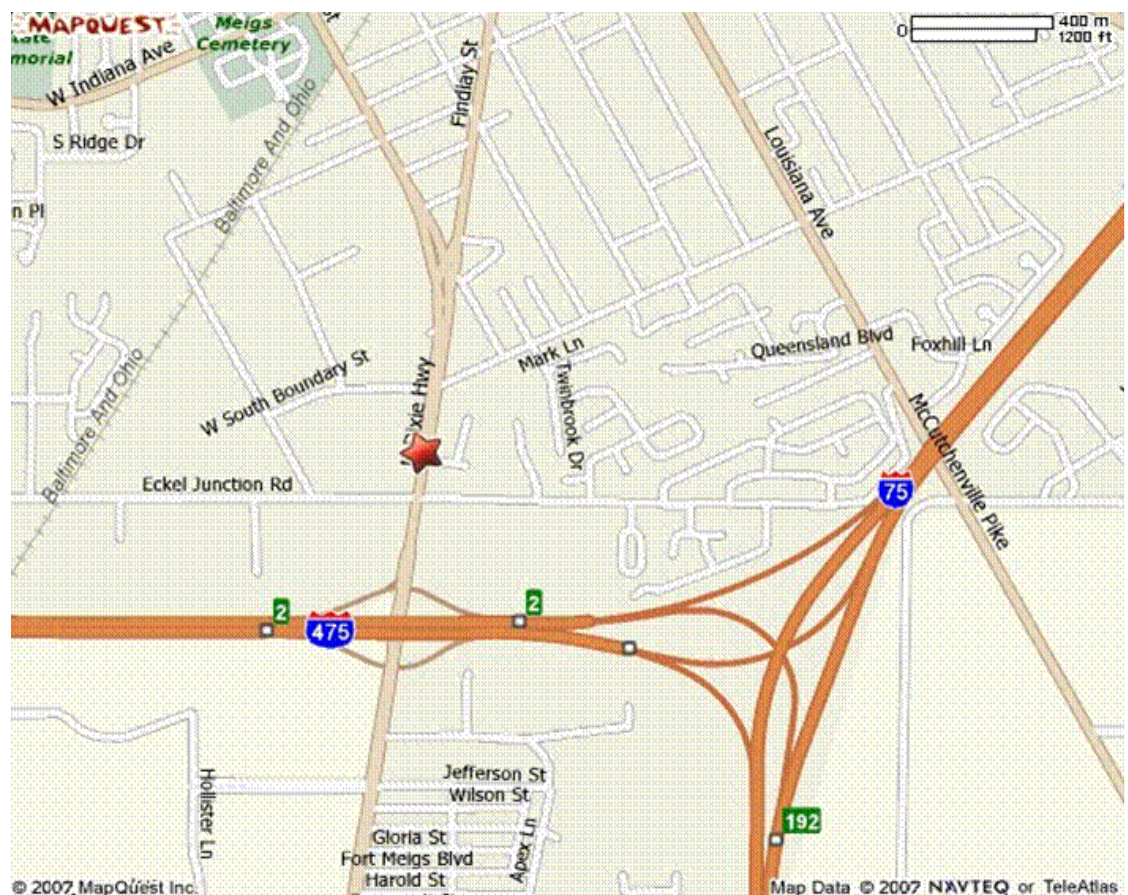 MAPQUEST
Meigs
Cemetery
400 m
0
1200 ft
morial
W Indiana Ave
Findlay St
S Ridge Dr
Baltimore And Ohio
Louisiana Ave
n Pl
Queensland Blvd
Foxhill Ln
Mark Ln
W South Boundary St
Twinbrook Dr
ixie Hwy
McCutchenville Pike
Baltimore And Ohio
Eckel Junction Rd
75
2
2
475
Jefferson St
Wilson St
Hollister Ln
192
Gloria St
Apex Ln
Fort Meigs Blvd
Harold St
© 2007 MapQuest Inc.
Map Data © 2007 NAVTEQ or TeleAtlas